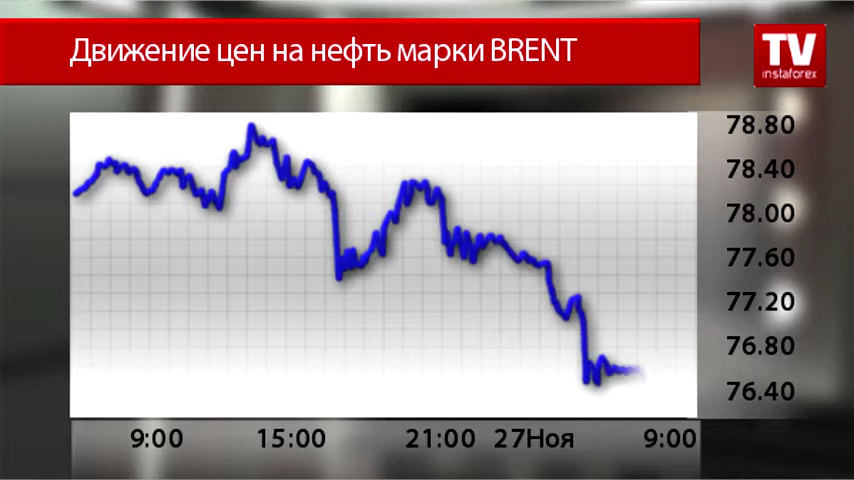 Движение цен на нефть марки BRENT
TV
instaforex
78.80
78.40
78.00
77.60
77.20
76.80
76.40
9:00 15:00 21:00 27Ноя 9:00